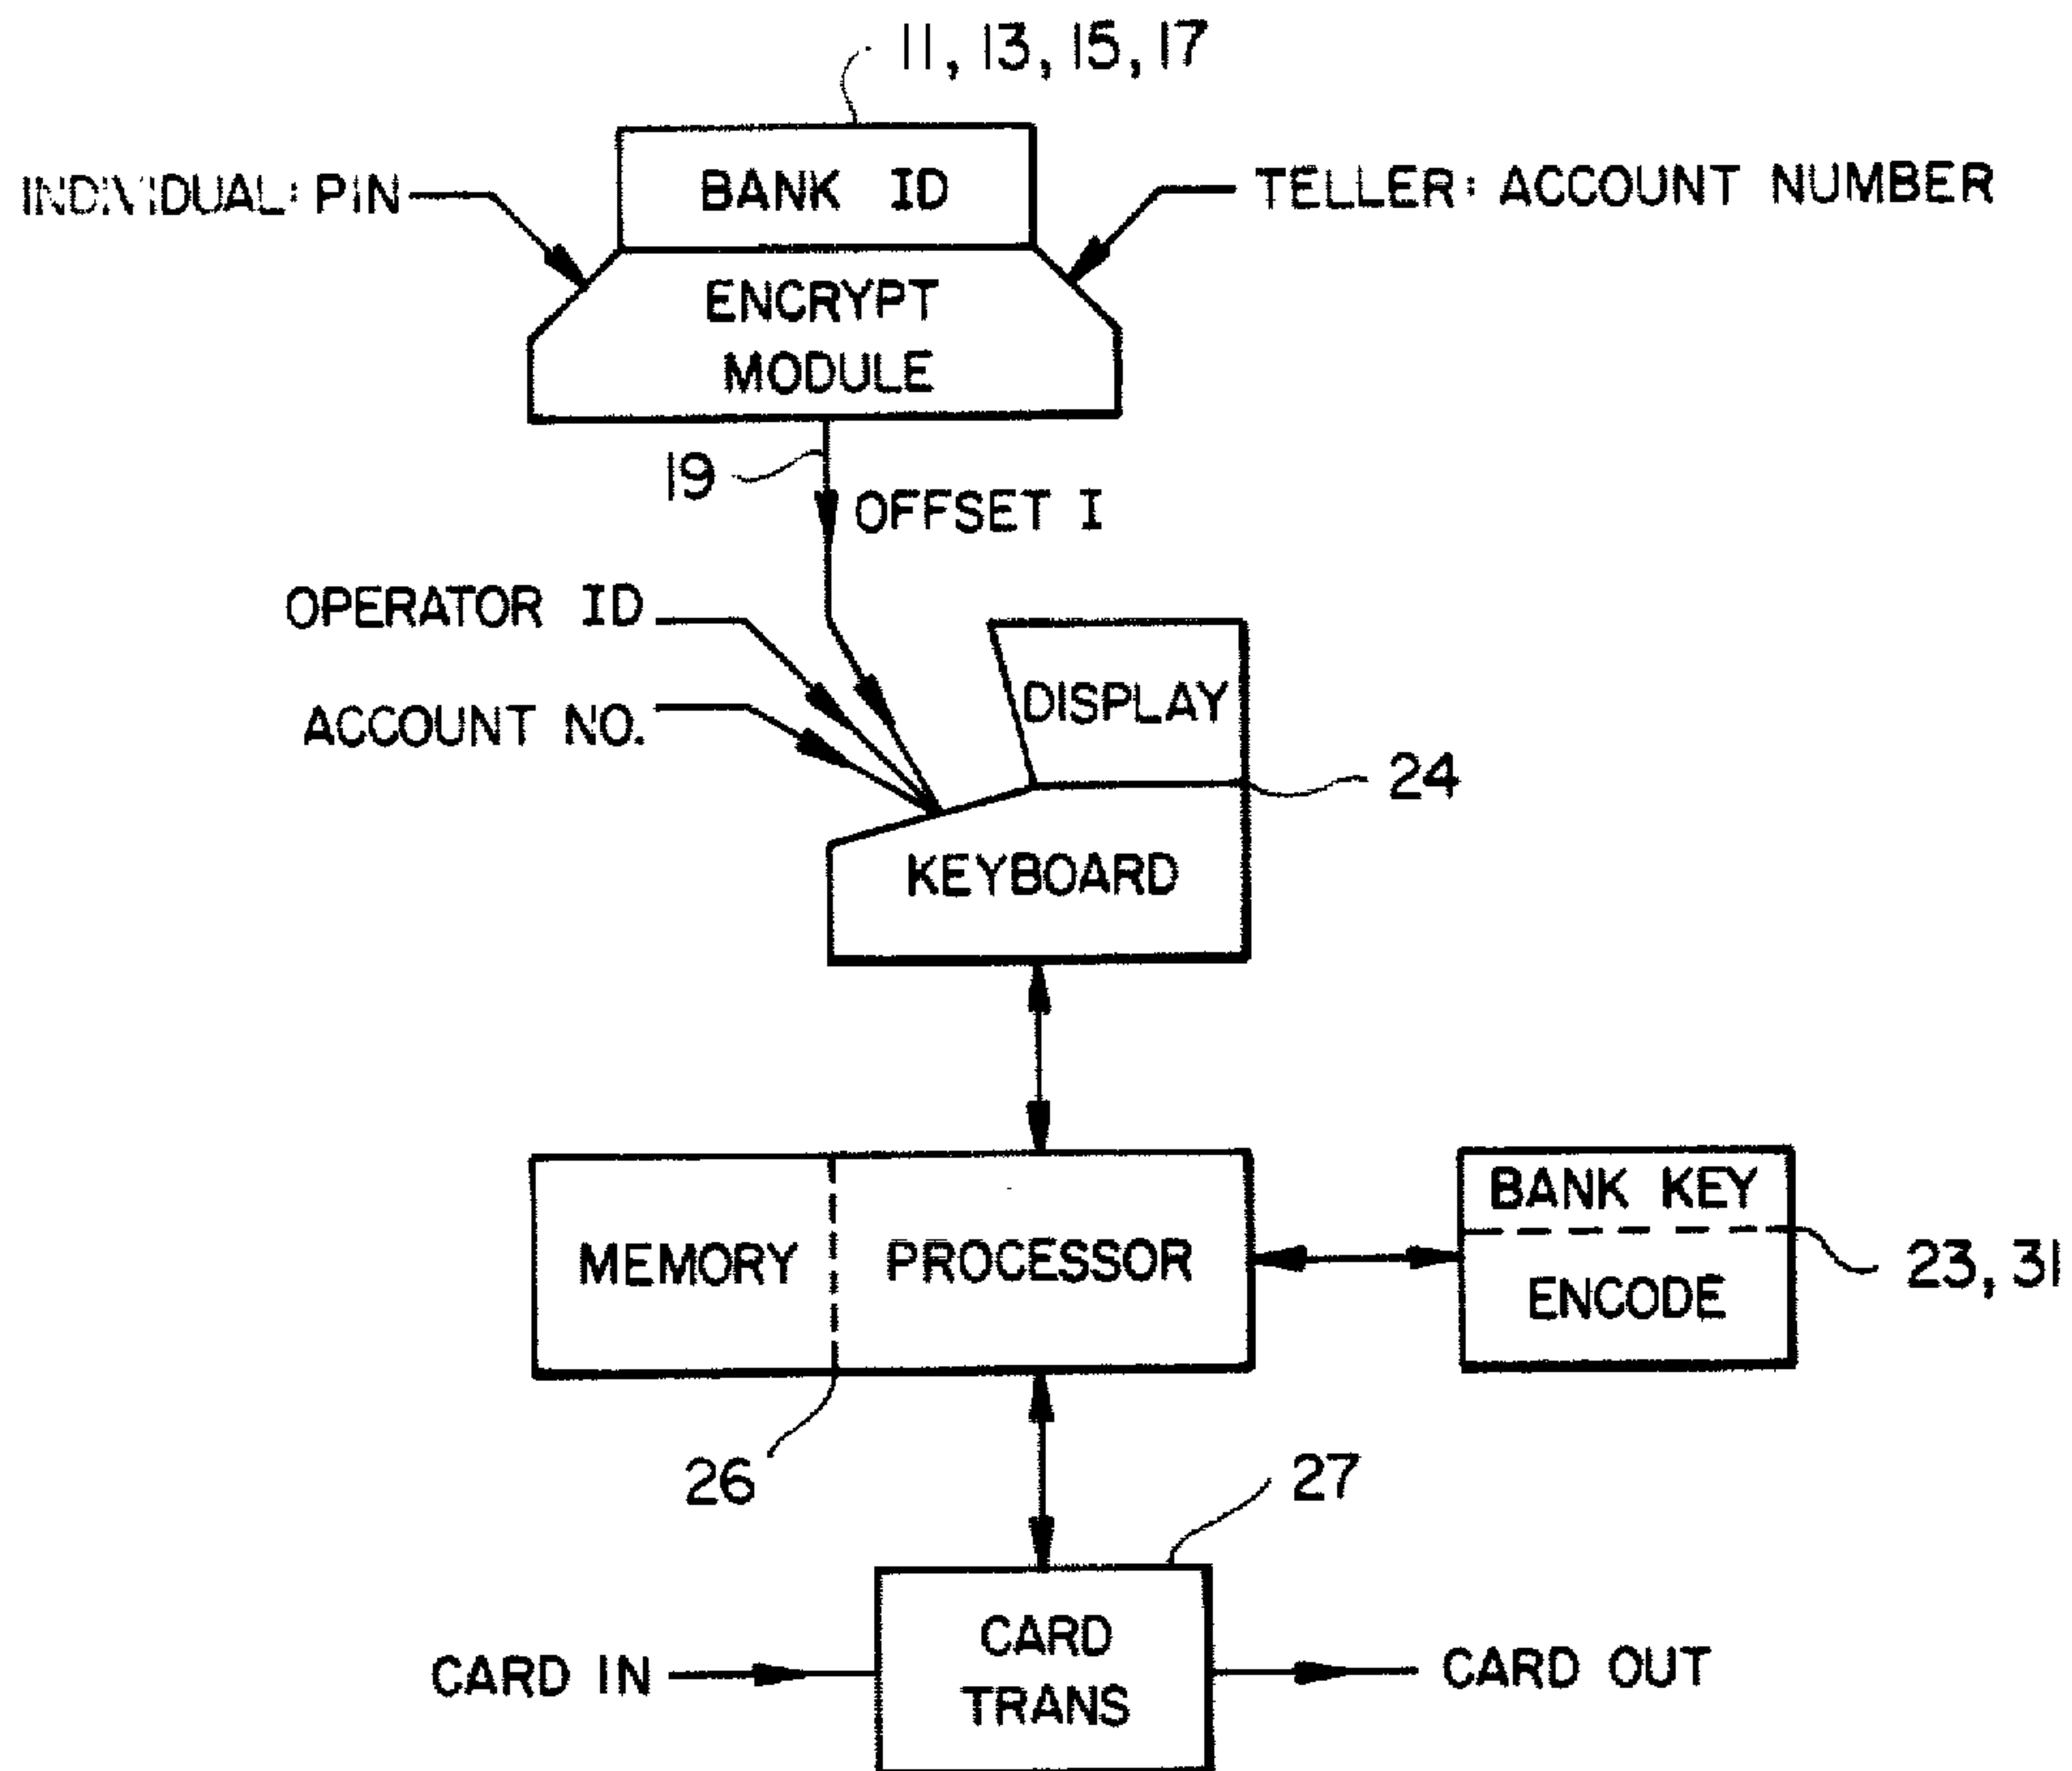 11, 13, 15, 17
INDIVIDUAL: PIN
BANK ID
TELLER: ACCOUNT NUMBER
ENCRYPT
MODULE
19
OFFSET I
OPERATOR ID
DISPLAY
ACCOUNT NO.
24
KEYBOARD
BANK KEY
MEMORY
PROCESSOR
23, 31
ENCODE
26
27
CARD
TRANS
CARD IN
CARD OUT